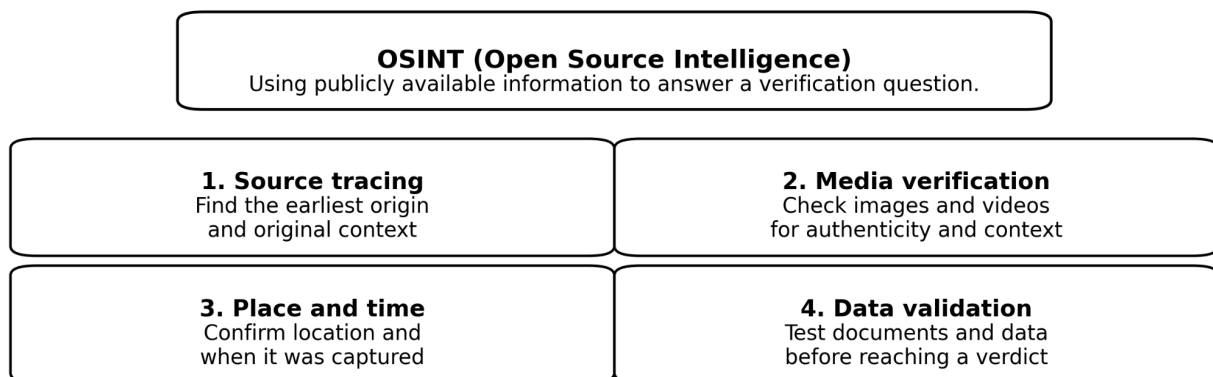 OSINT (Open Source Intelligence)
Using publicly available information to answer a verification question.
1. Source tracing
Find the earliest origin
and original context
2. Media verification
Check images and videos
for authenticity and context
3. Place and time
Confirm location and
when it was captured
4. Data validation
Test documents and data
before reaching a verdict